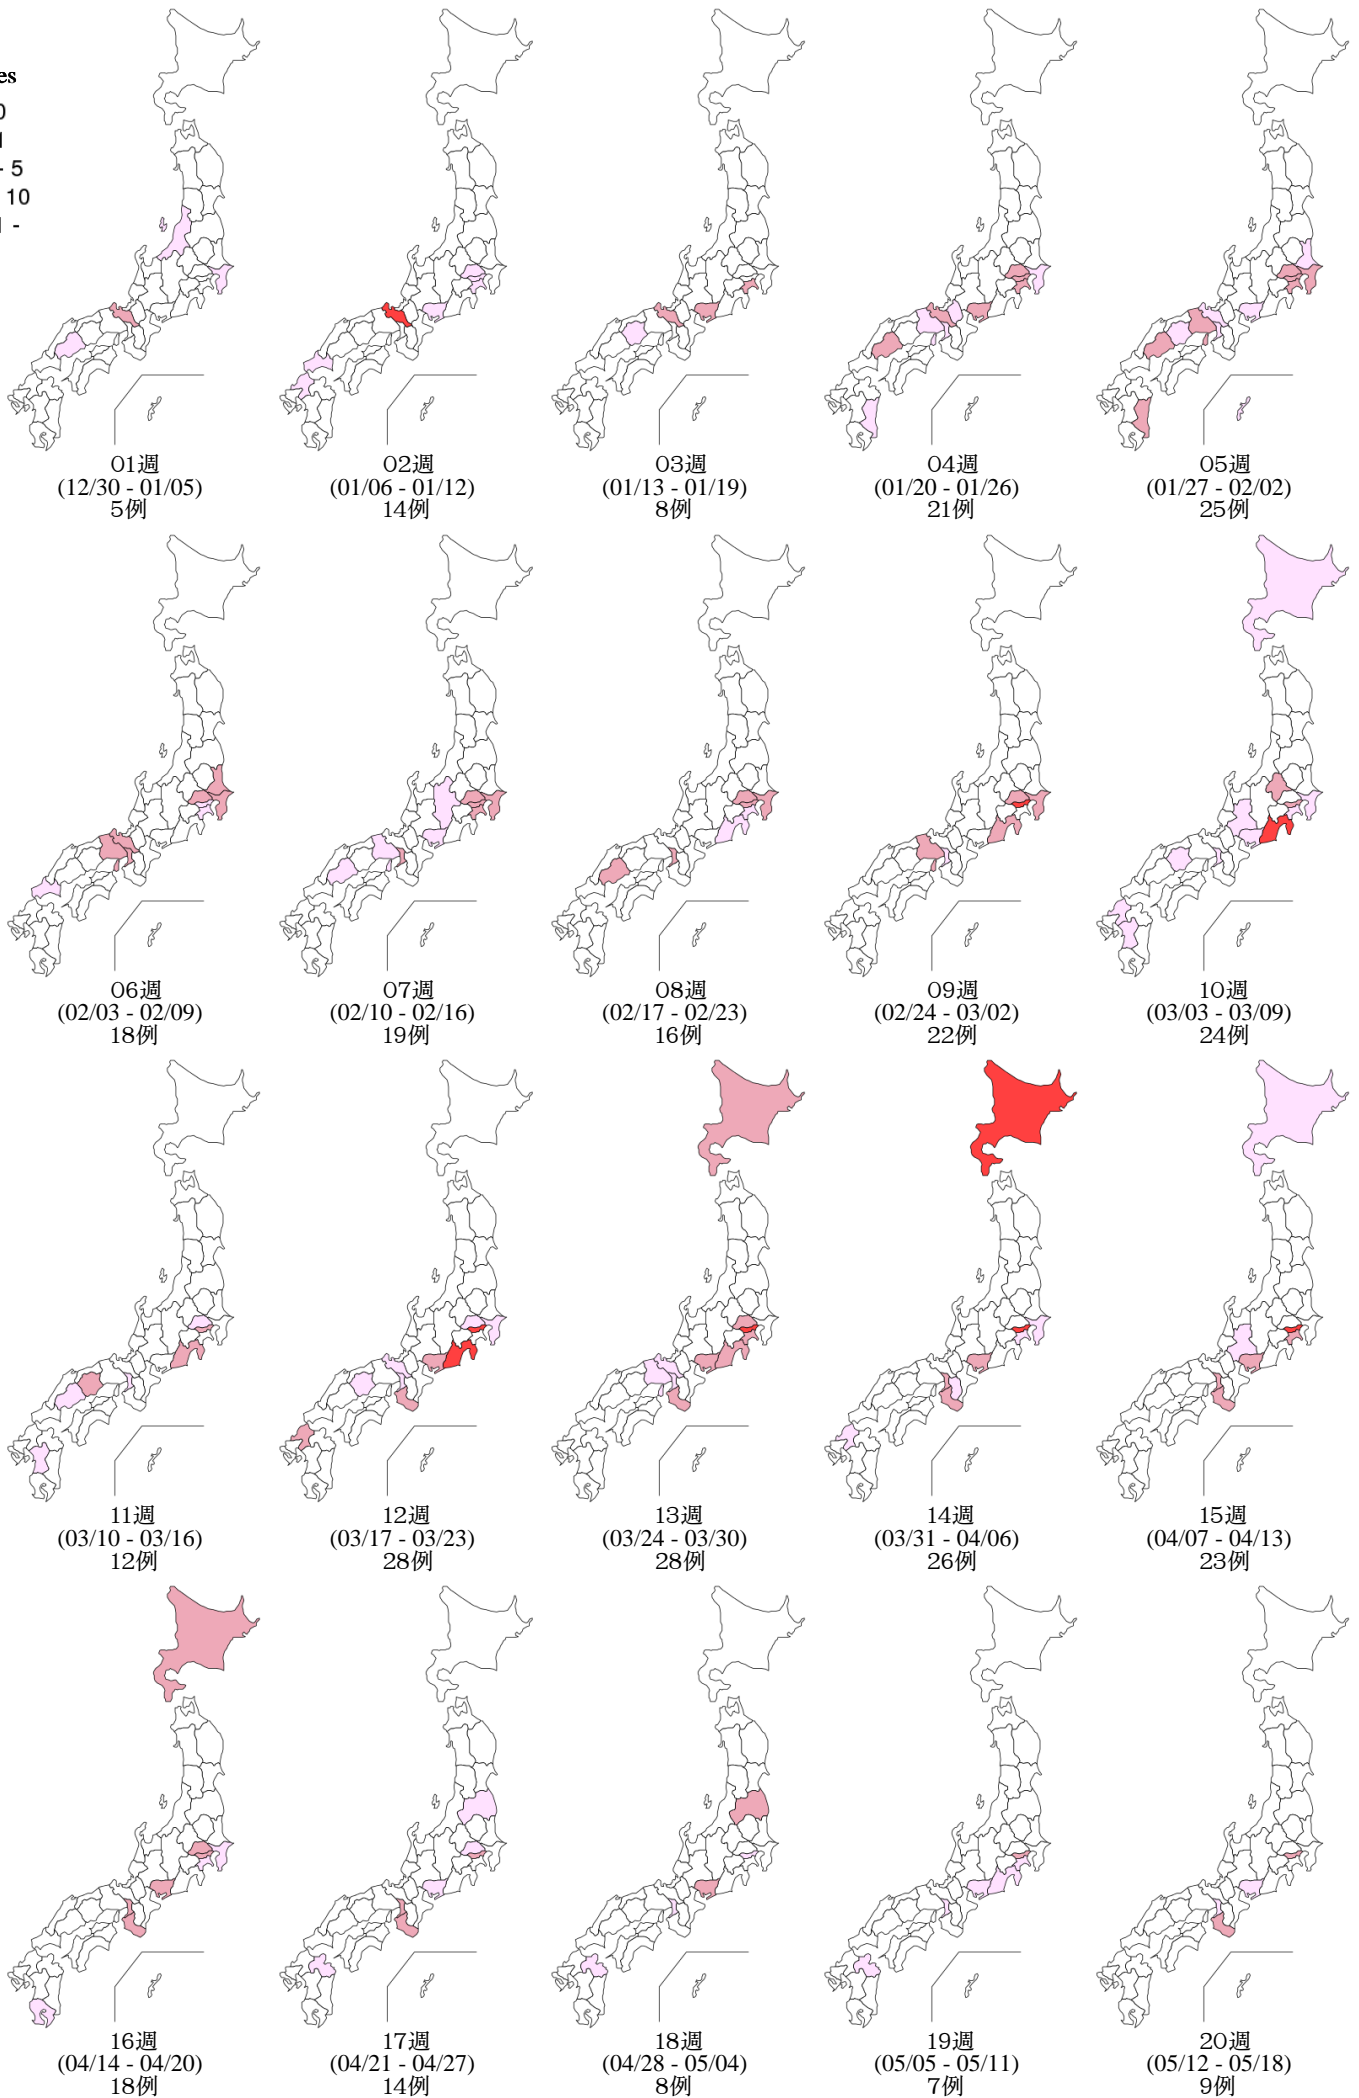 es
0
1
- 5
10
-
01週
(12/30 - 01/05)
5例
02週
(01/06 - 01/12)
14例
03週
(01/13 - 01/19)
8例
04週
(01/20 - 01/26)
21例
05週
(01/27 - 02/02)
25例
06週
(02/03 - 02/09)
18例
07週
(02/10 - 02/16)
19例
08週
(02/17 - 02/23)
16例
09週
(02/24 - 03/02)
22例
10週
(03/03 - 03/09)
24例
11週
(03/10 - 03/16)
12例
12週
(03/17 - 03/23)
28例
13週
(03/24 - 03/30)
28例
14週
(03/31 - 04/06)
26例
15週
(04/07 - 04/13)
23例
16週
(04/14 - 04/20)
18例
17週
(04/21 - 04/27)
14例
18週
(04/28 - 05/04)
8例
19週
(05/05 - 05/11)
7例
20週
(05/12 - 05/18)
9例